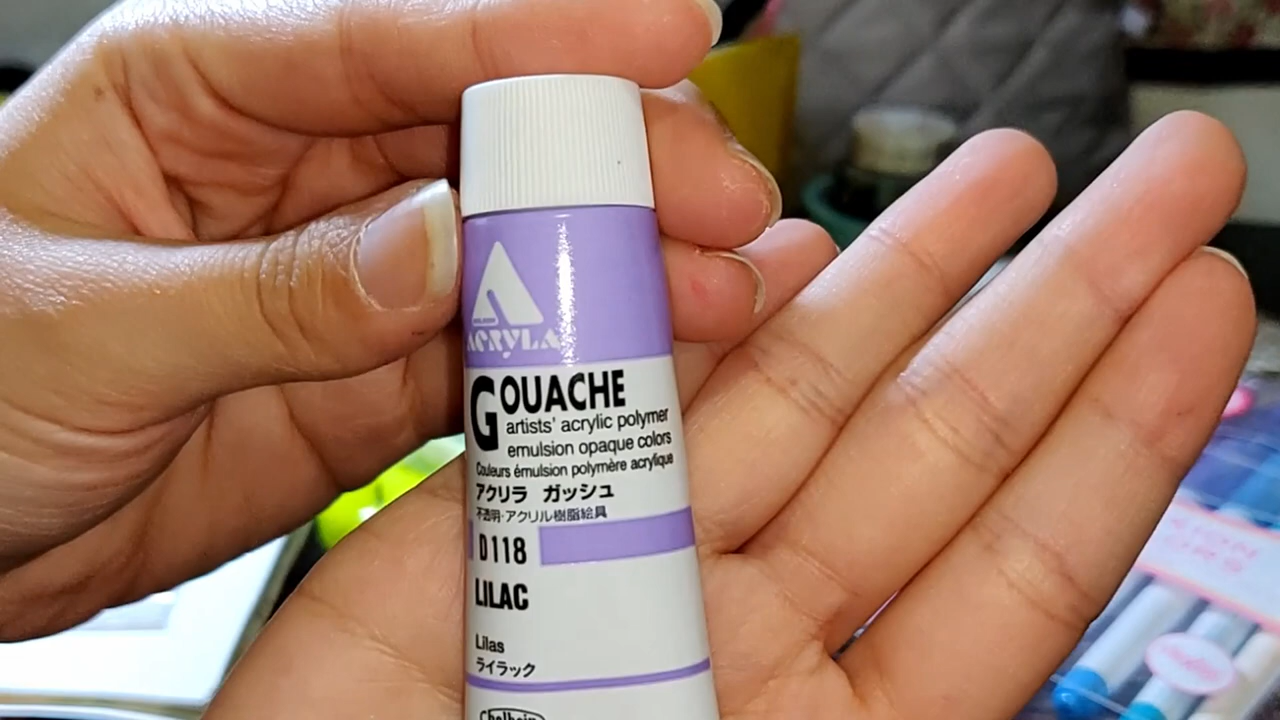 HOLBEIN
ACRYLA
GOUACHE
artists' acrylic polymer
emulsion opaque colors
Couleurs émulsion polymère acrylique
アクリラ ガッシュ
不透明・アクリル樹脂絵具
D118
LILAC
Lilas
ライラック